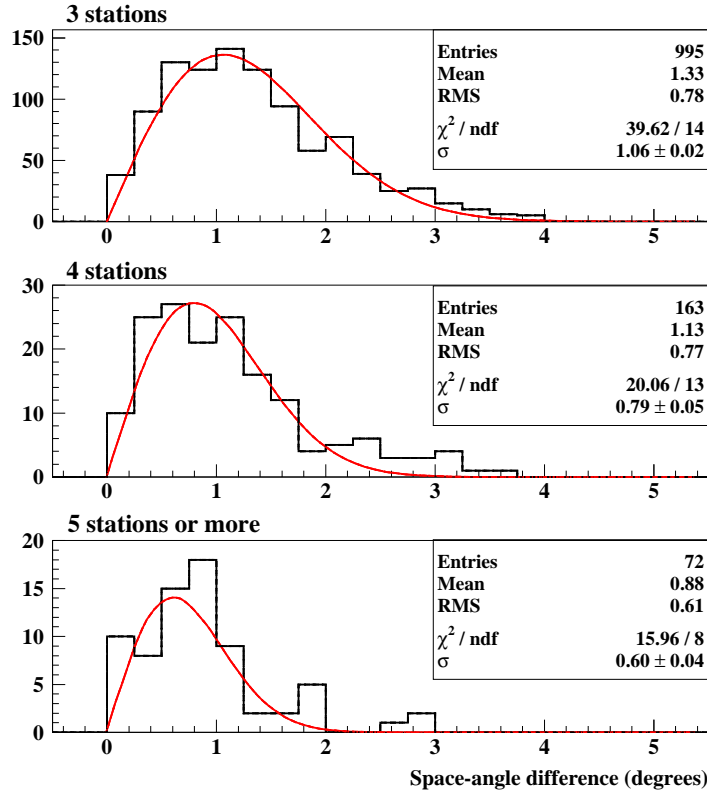 3 stations
150
100
50
0
Entries 995
Mean 1.33
RMS 0.78
χ² / ndf 39.62 / 14
σ 1.06 ± 0.02
0 1 2 3 4 5
4 stations
30
20
10
0
Entries 163
Mean 1.13
RMS 0.77
χ² / ndf 20.06 / 13
σ 0.79 ± 0.05
0 1 2 3 4 5
5 stations or more
20
15
10
5
0
Entries 72
Mean 0.88
RMS 0.61
χ² / ndf 15.96 / 8
σ 0.60 ± 0.04
0 1 2 3 4 5
Space-angle difference (degrees)